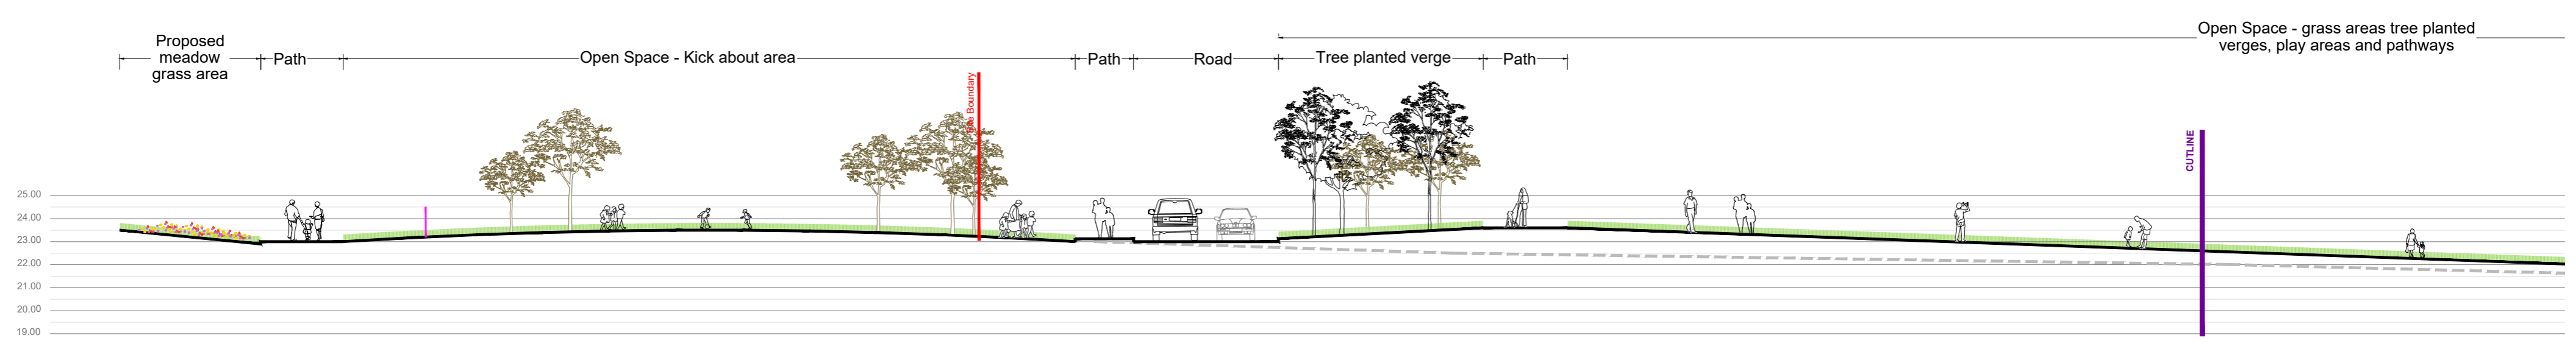 Proposed
meadow
grass area
Path
Open Space - Kick about area
Path
Road
Tree planted verge
Path
Open Space - grass areas tree planted
verges, play areas and pathways
Site Boundary
CUTLINE
25.00
24.00
23.00
22.00
21.00
20.00
19.00